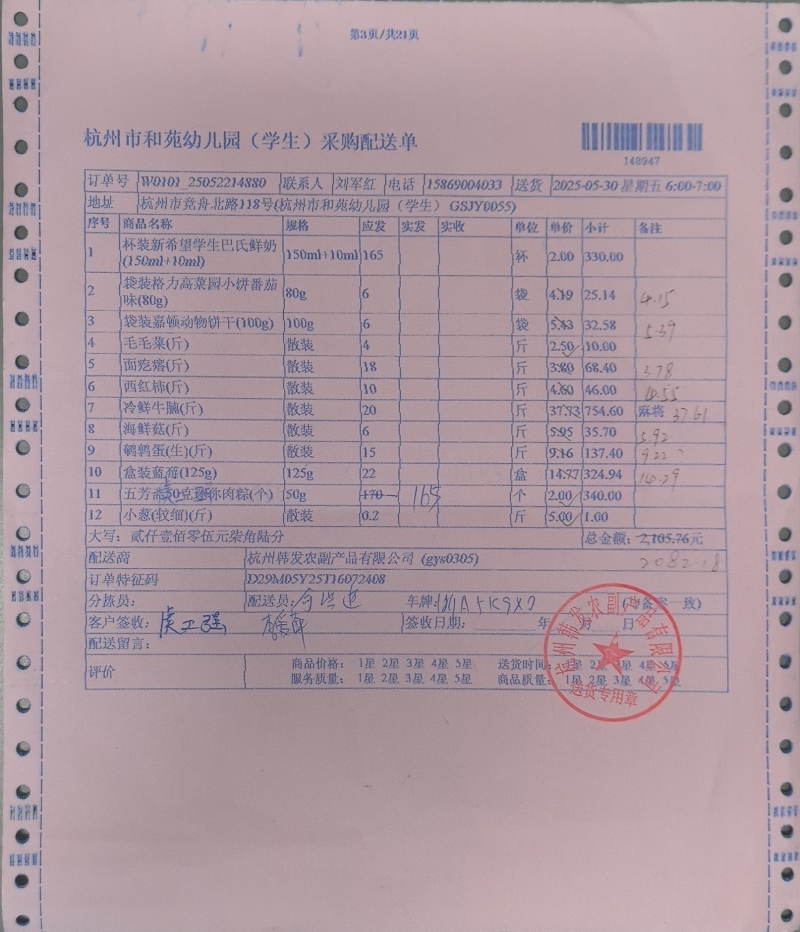 第3页/共21页
杭州市和苑幼儿园（学生）采购配送单
148947
订单号 W0101_25052214880 联系人 刘军红 电话 15869004033 送货 2025-05-30 星期五 6:00-7:00
地址 杭州市竞舟北路118号(杭州市和苑幼儿园（学生） GSJY0055)
序号 商品名称 规格 应发 实发 实收 单位 单价 小计 备注
1 杯装新希望学生巴氏鲜奶(150ml+10ml) 150ml+10ml 165 杯 2.00 330.00
2 袋装格力高菜园小饼番茄味(80g) 80g 6 袋 4.19 25.14 4.15
3 袋装嘉顿动物饼干(100g) 100g 6 袋 5.43 32.58 5.39
4 毛毛菜(斤) 散装 4 斤 2.50 10.00
5 面疙瘩(斤) 散装 18 斤 3.80 68.40 3.78
6 西红柿(斤) 散装 10 斤 4.60 46.00 4.55
7 冷鲜牛腩(斤) 散装 20 斤 37.73 754.60 麻将 37.61
8 海鲜菇(斤) 散装 6 斤 5.95 35.70 5.92
9 鹌鹑蛋(生)(斤) 散装 15 斤 9.16 137.40 9.22
10 盒装蓝莓(125g) 125g 22 盒 14.77 324.94 14.29
11 五芳斋50克迷你肉粽(个) 50g 170 165 个 2.00 340.00
12 小葱(较细)(斤) 散装 0.2 斤 5.00 1.00
大写： 贰仟壹佰零伍元柒角陆分 总金额：2,105.76元
2082.18
配送商 杭州韩发农副产品有限公司 (gys0305)
订单特征码 D29M05Y25T16072408
分拣员： 配送员： 车牌： 备案一致)
客户签收： 签收日期： 年 月 日
配送留言：
评价 商品价格： 1星 2星 3星 4星 5星 送货时间： 1星 2星 3星 4星 5星
服务质量： 1星 2星 3星 4星 5星 商品质量： 1星 2星 3星 4星 5星
杭州韩发农副产品有限公司
送货专用章